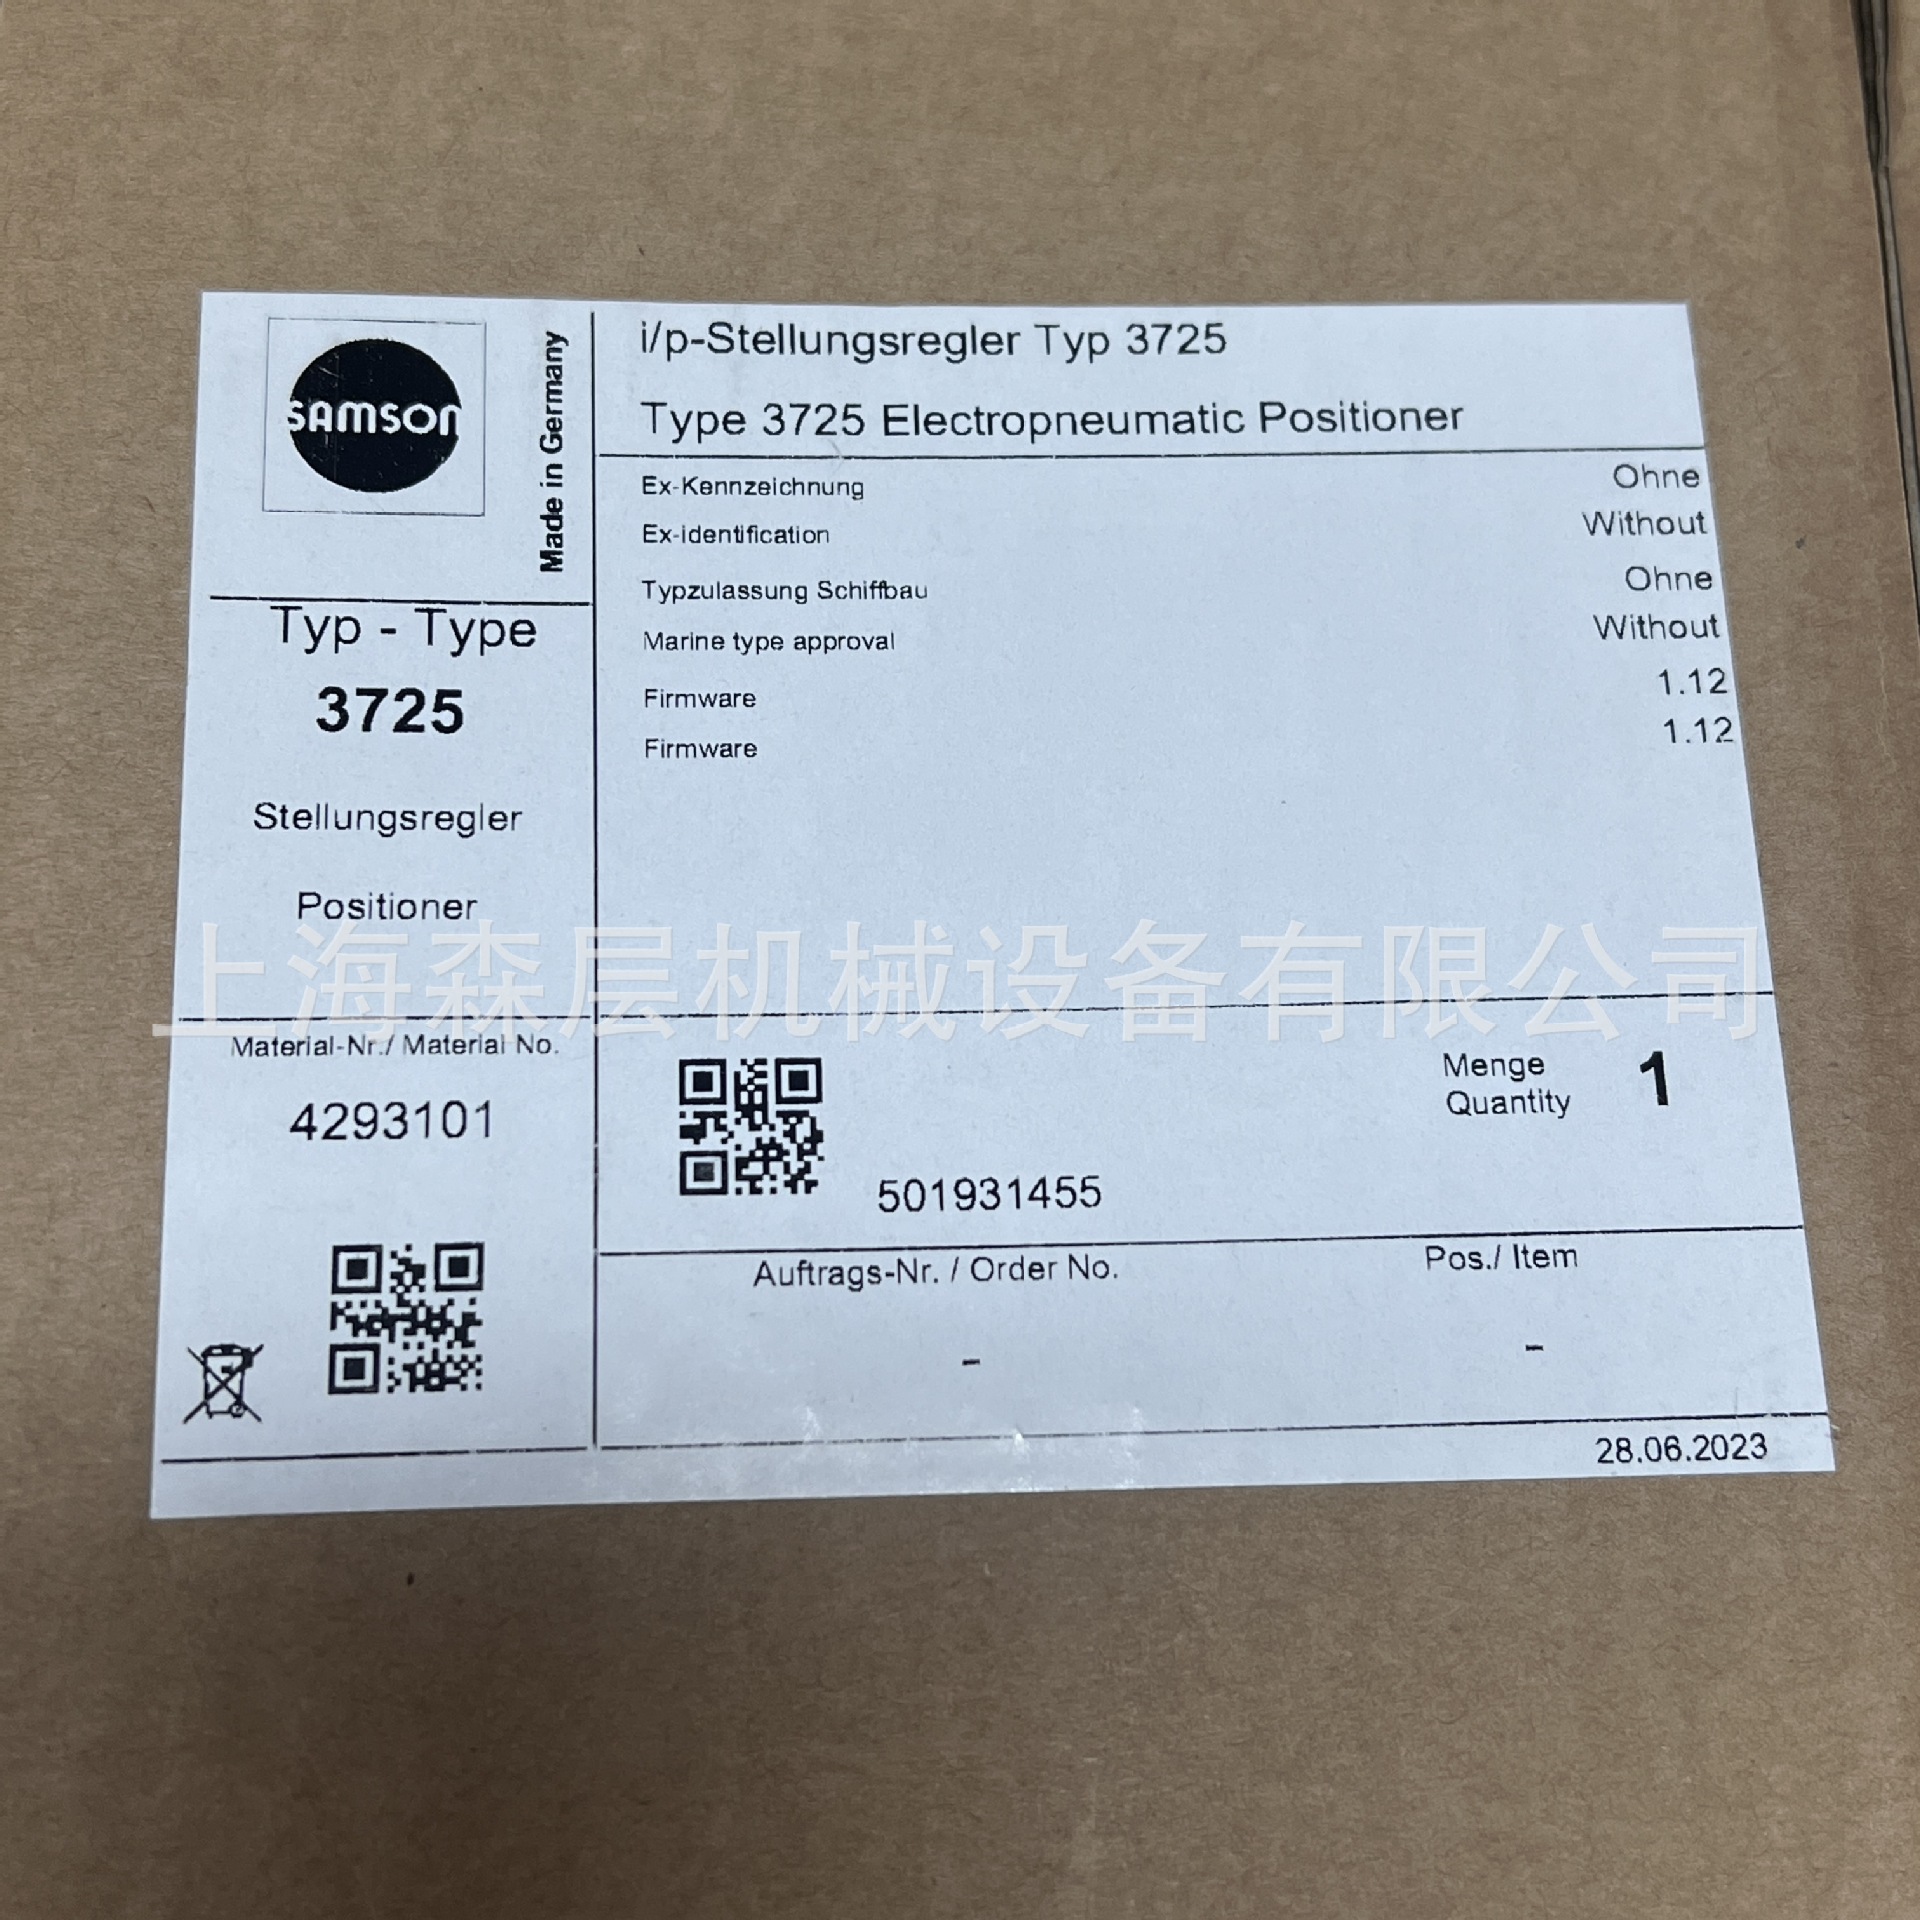 SAMSON
Made in Germany
i/p-Stellungsregler Typ 3725
Type 3725 Electropneumatic Positioner
Ex-Kennzeichnung Ohne
Ex-identification Without
Typzulassung Schiffbau Ohne
Marine type approval Without
Firmware 1.12
Firmware 1.12
Typ - Type
3725
Stellungsregler
Positioner
上海森层机械设备有限公司
Material-Nr./ Material No.
4293101
501931455
Menge
Quantity
1
Auftrags-Nr. / Order No.
-
Pos./ Item
-
28.06.2023